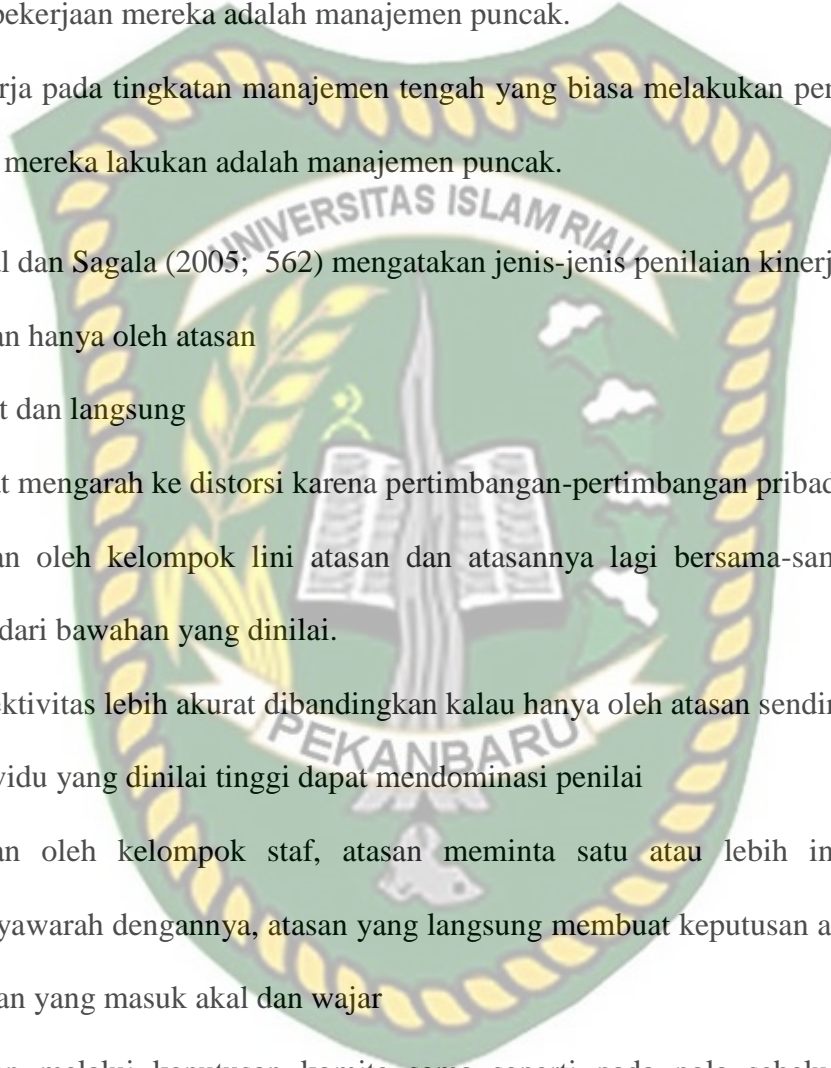 pekerjaan mereka adalah manajemen puncak.
rja pada tingkatan manajemen tengah yang biasa melakukan per
mereka lakukan adalah manajemen puncak.
UNIVERSITAS ISLAM RIAU
l dan Sagala (2005; 562) mengatakan jenis-jenis penilaian kinerj
an hanya oleh atasan
t dan langsung
t mengarah ke distorsi karena pertimbangan-pertimbangan pribad
an oleh kelompok lini atasan dan atasannya lagi bersama-sam
dari bawahan yang dinilai.
ektivitas lebih akurat dibandingkan kalau hanya oleh atasan sendir
PEKANBARU
vidu yang dinilai tinggi dapat mendominasi penilai
an oleh kelompok staf, atasan meminta satu atau lebih in
yawarah dengannya, atasan yang langsung membuat keputusan a
an yang masuk akal dan wajar